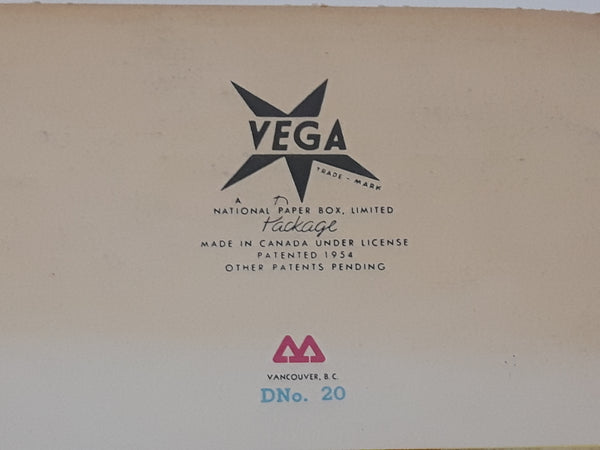 VEGA
TRADE-MARK
A
NATIONAL PAPER BOX, LIMITED
Package
MADE IN CANADA UNDER LICENSE
PATENTED 1954
OTHER PATENTS PENDING
VANCOUVER, B.C.
DNo. 20